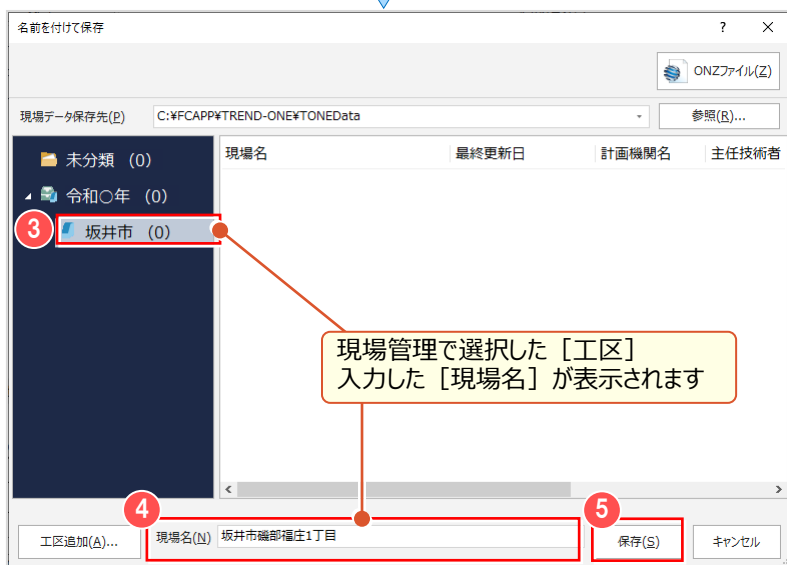 名前を付けて保存
? ×
ONZファイル(Z)
現場データ保存先(P) C:¥FCAPP¥TREND-ONE¥TONEData 参照(R)...
未分類 (0)
現場名 最終更新日 計画機関名 主任技術者
令和○年 (0)
3 坂井市 (0)
現場管理で選択した［工区］
入力した［現場名］が表示されます
4 5
工区追加(A)... 現場名(N) 坂井市磯部福庄1丁目 保存(S) キャンセル